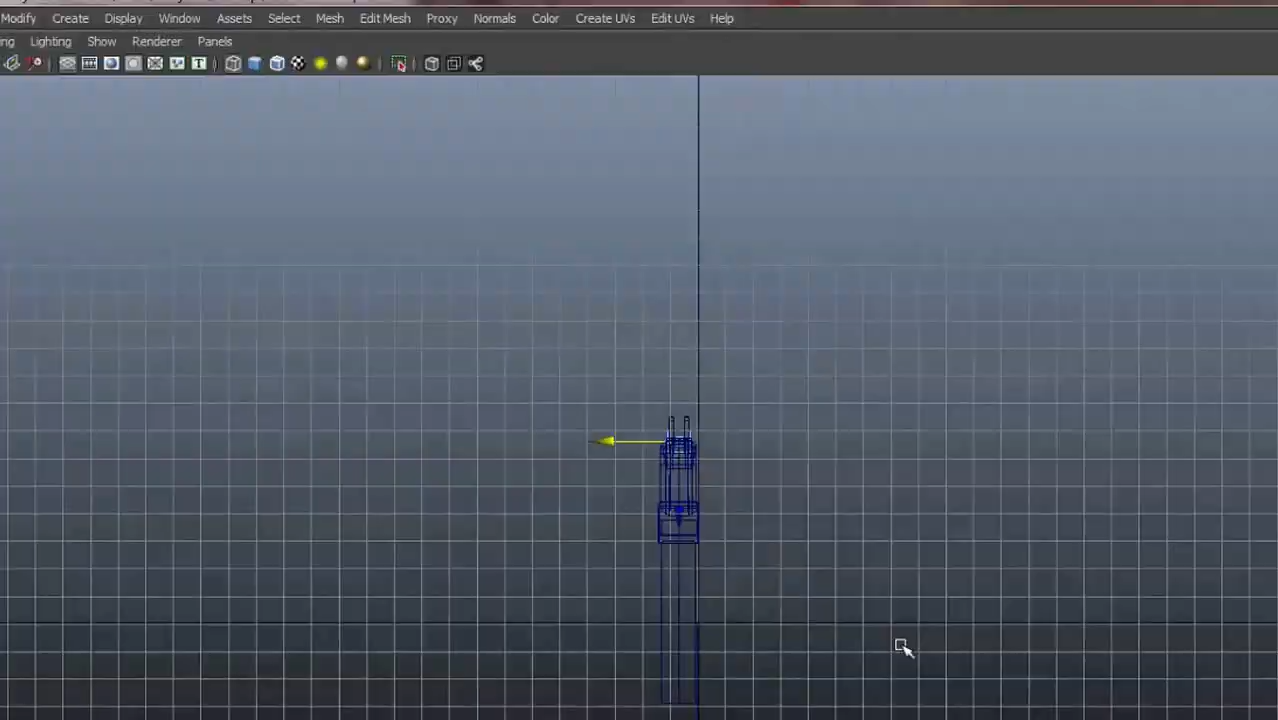 Modify Create Display Window Assets Select Mesh Edit Mesh Proxy Normals Color Create UVs Edit UVs Help
ng Lighting Show Renderer Panels
T